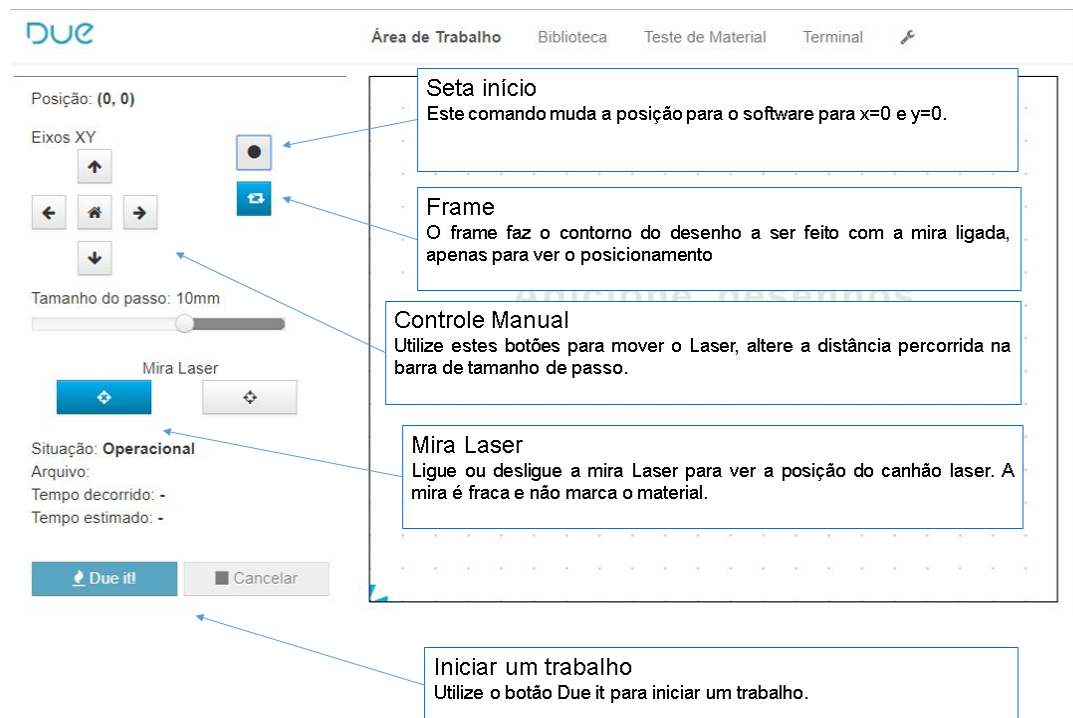 Due
Área de Trabalho Biblioteca Teste de Material Terminal
Posição: (0, 0)
Eixos XY
Tamanho do passo: 10mm
Mira Laser
Situação: Operacional
Arquivo:
Tempo decorrido: -
Tempo estimado: -
Due it! Cancelar
Seta início
Este comando muda a posição para o software para x=0 e y=0.
Frame
O frame faz o contorno do desenho a ser feito com a mira ligada,
apenas para ver o posicionamento
Adicione desenhos
Controle Manual
Utilize estes botões para mover o Laser, altere a distância percorrida na
barra de tamanho de passo.
Mira Laser
Ligue ou desligue a mira Laser para ver a posição do canhão laser. A
mira é fraca e não marca o material.
Iniciar um trabalho
Utilize o botão Due it para iniciar um trabalho.